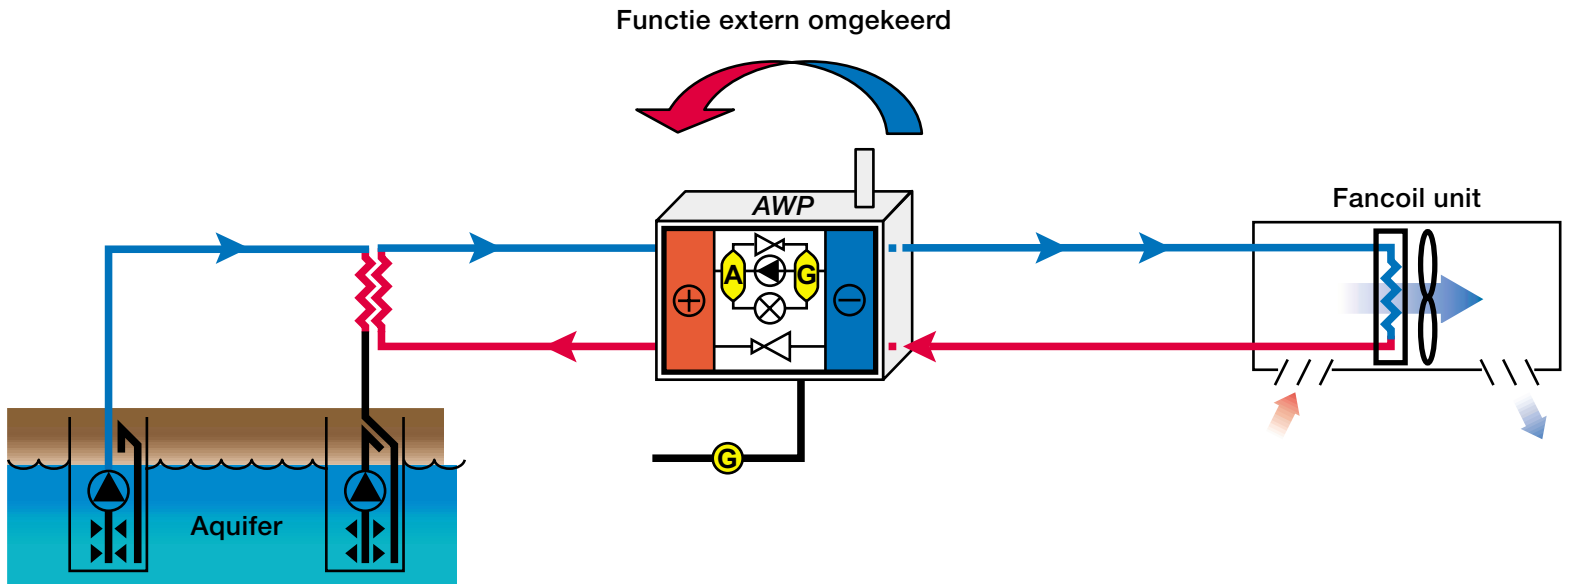 Functie extern omgekeerd
AWP
Fancoil unit
A
G
G
Aquifer